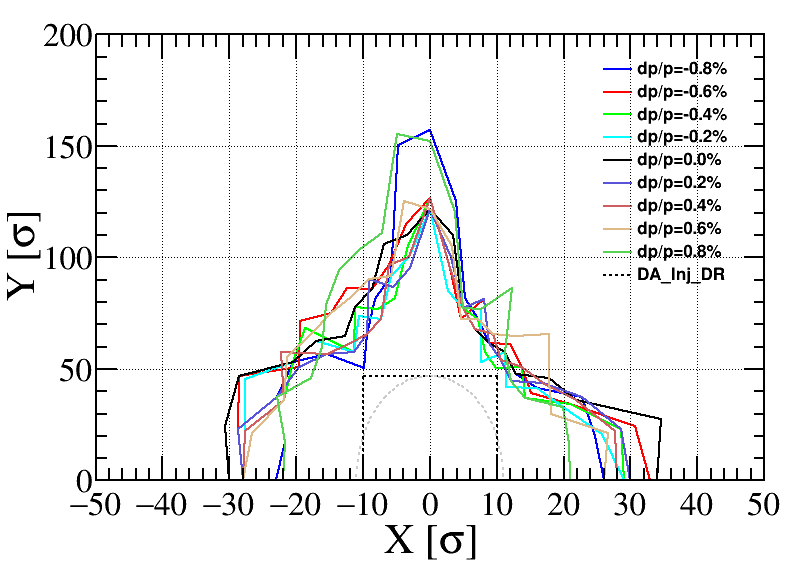 200
150
100
50
0
Y [σ]
dp/p=-0.8%
dp/p=-0.6%
dp/p=-0.4%
dp/p=-0.2%
dp/p=0.0%
dp/p=0.2%
dp/p=0.4%
dp/p=0.6%
dp/p=0.8%
DA_Inj_DR
−50 −40 −30 −20 −10 0 10 20 30 40 50
X [σ]